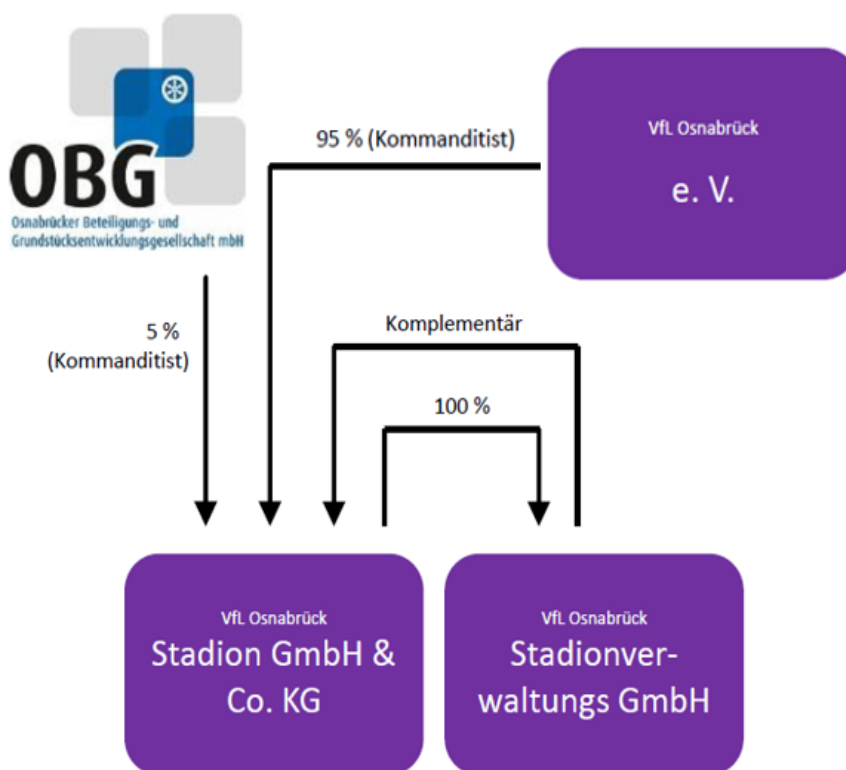 OBG
Osnabrücker Beteiligungs- und
Grundstücksentwicklungsgesellschaft mbH
95 % (Kommanditist)
VfL Osnabrück
e. V.
5 %
(Kommanditist)
Komplementär
100 %
VfL Osnabrück
Stadion GmbH &
Co. KG
VfL Osnabrück
Stadionver-
waltungs GmbH